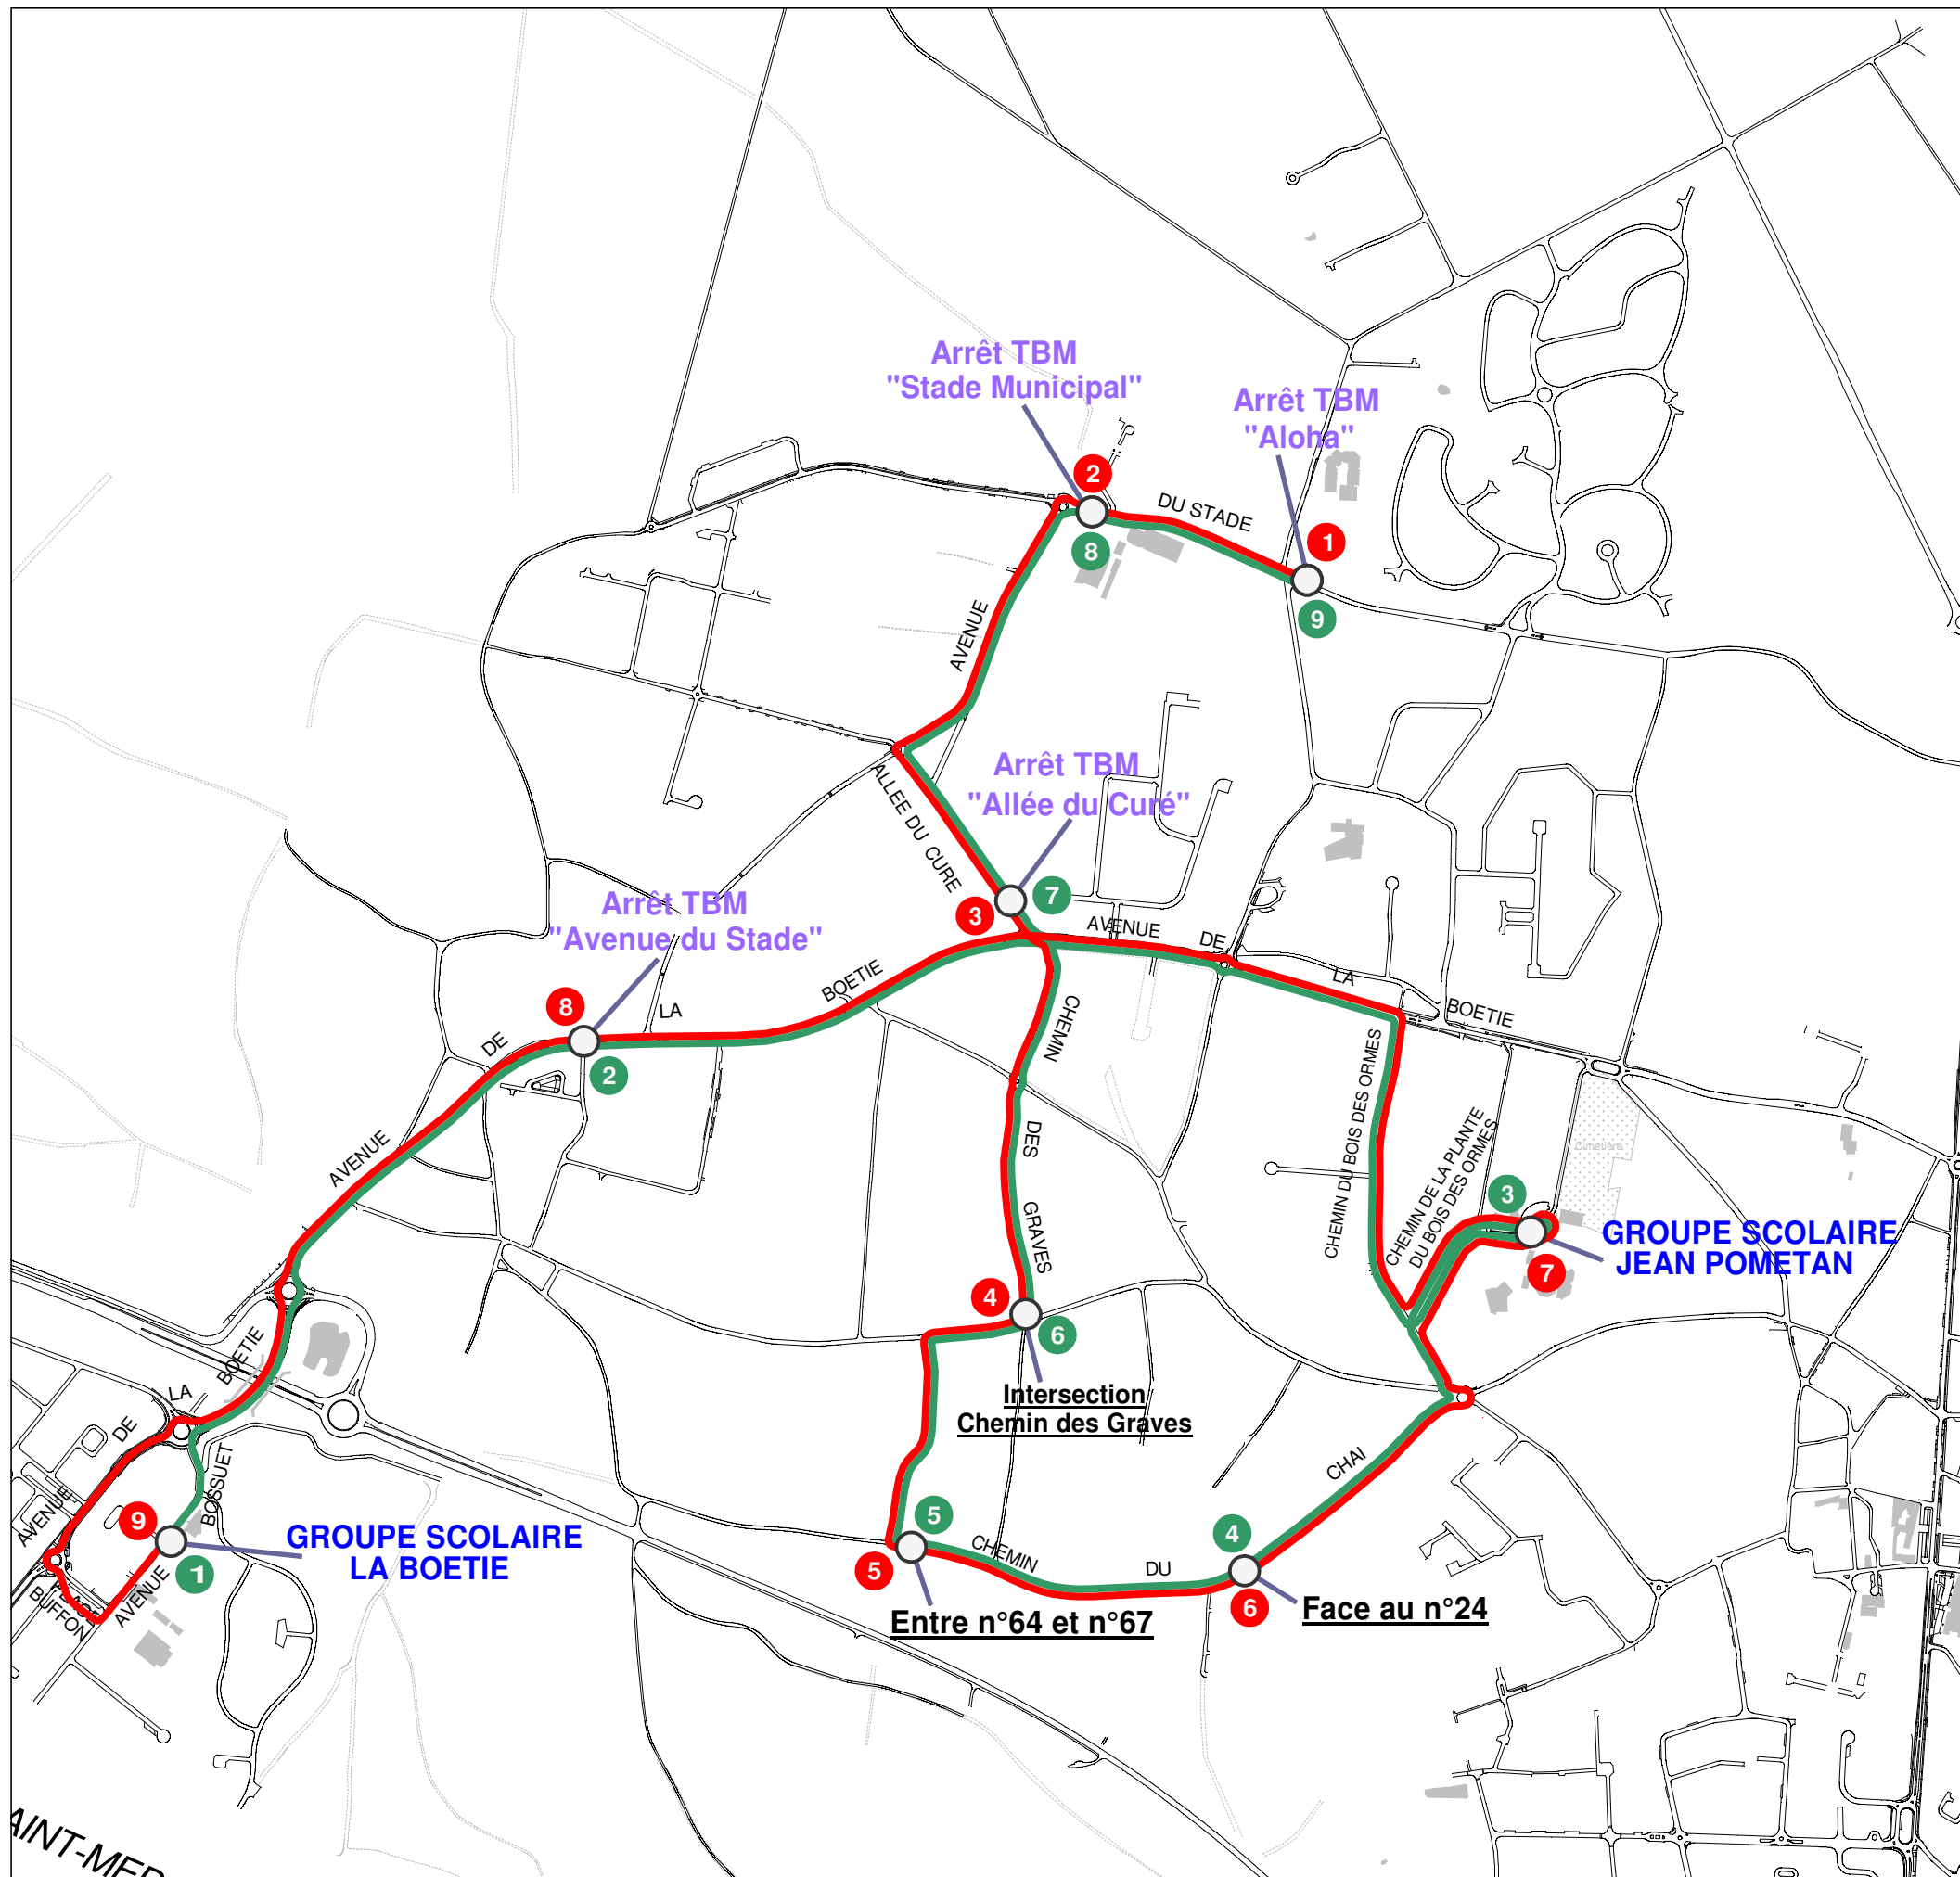 Arrêt TBM
"Stade Municipal"
Arrêt TBM
"Aloha"
2
DU STADE
1
8
9
AVENUE
Arrêt TBM
"Allée du Curé"
ALLEE DU CURE
7
3
Arrêt TBM
"Avenue du Stade"
AVENUE
DE
LA
BOETIE
BOETIE
LA
DE
AVENUE
8
2
CHEMIN
DES
GRAVES
CHEMIN DU BOIS DES ORMES
CHEMIN DE LA PLANTE
DU BOIS DES ORMES
Cimetière
3
GROUPE SCOLAIRE
JEAN POMETAN
7
4
6
Intersection
Chemin des Graves
BOETIE
LA
DE
AVENUE
BOSSUET
9
1
GROUPE SCOLAIRE
LA BOETIE
AVENUE
PLACE
BUFFON
5
5
CHEMIN
DU
CHAI
4
6
Entre n°64 et n°67
Face au n°24
AINT-MED